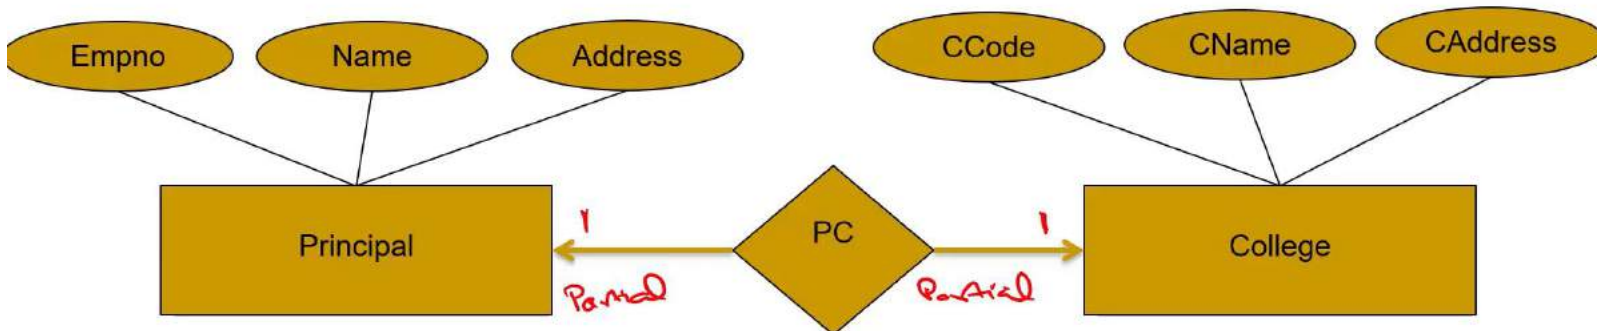 Empno Name Address CCode CName CAddress
1 1
Principal PC College
Partial Partial